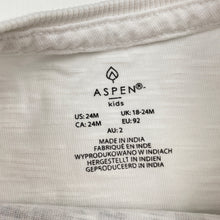 ASPEN®
kids
US: 24M UK: 18-24M
CA: 24M EU: 92
AU: 2
MADE IN INDIA
FABRIQUÉ EN INDE
WYPRODUKOWANO W INDIACH
HERGESTELLT IN INDIEN
GEPRODUCEERD IN INDIA